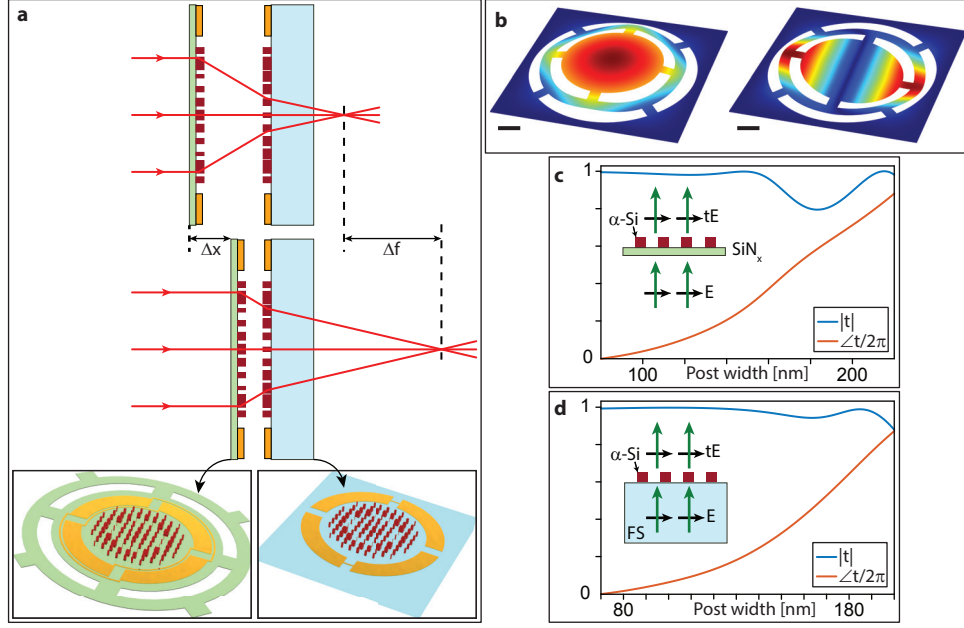 a
Δx
Δf
b
c
1
0
α-Si
tE
SiNx
E
|t|
∠t/2π
100
Post width [nm]
200
d
1
0
α-Si
tE
FS
E
|t|
∠t/2π
80
Post width [nm]
180